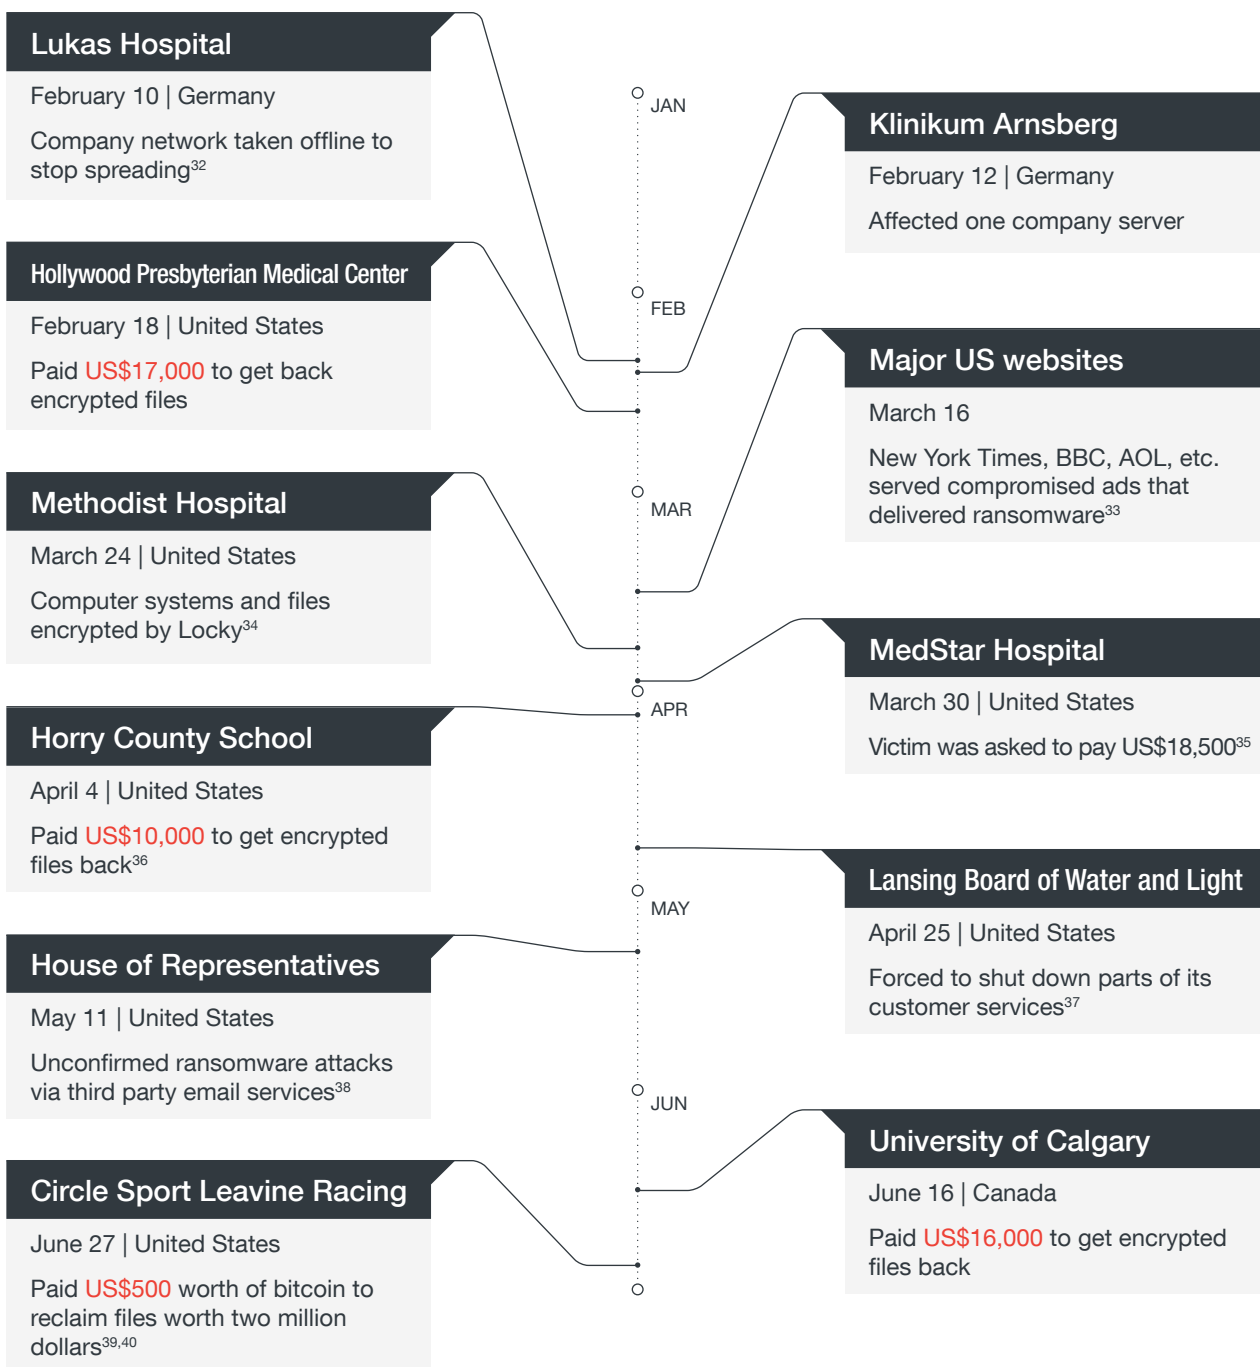 Lukas Hospital
February 10 | Germany
Company network taken offline to
stop spreading32
JAN
Klinikum Arnsberg
February 12 | Germany
Affected one company server
Hollywood Presbyterian Medical Center
February 18 | United States
Paid US$17,000 to get back
encrypted files
FEB
Major US websites
March 16
New York Times, BBC, AOL, etc.
served compromised ads that
delivered ransomware33
Methodist Hospital
March 24 | United States
Computer systems and files
encrypted by Locky34
MAR
MedStar Hospital
March 30 | United States
Victim was asked to pay US$18,50035
APR
Horry County School
April 4 | United States
Paid US$10,000 to get encrypted
files back36
Lansing Board of Water and Light
April 25 | United States
Forced to shut down parts of its
customer services37
MAY
House of Representatives
May 11 | United States
Unconfirmed ransomware attacks
via third party email services38
JUN
University of Calgary
June 16 | Canada
Paid US$16,000 to get encrypted
files back
Circle Sport Leavine Racing
June 27 | United States
Paid US$500 worth of bitcoin to
reclaim files worth two million
dollars39,40